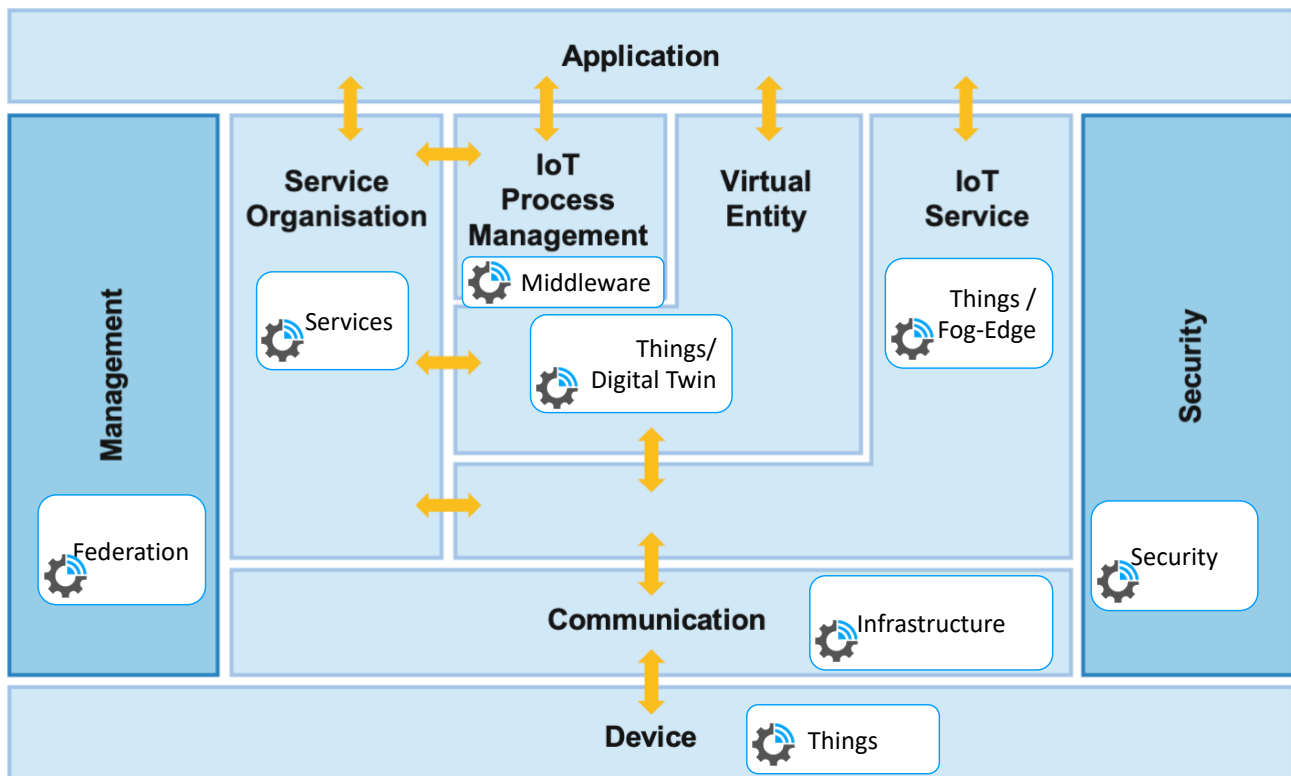 Application
Management
Federation
Service
Organisation
Services
IoT
Process
Management
Middleware
Virtual
Entity
Things/
Digital Twin
IoT
Service
Things /
Fog-Edge
Security
Security
Communication
Infrastructure
Device
Things